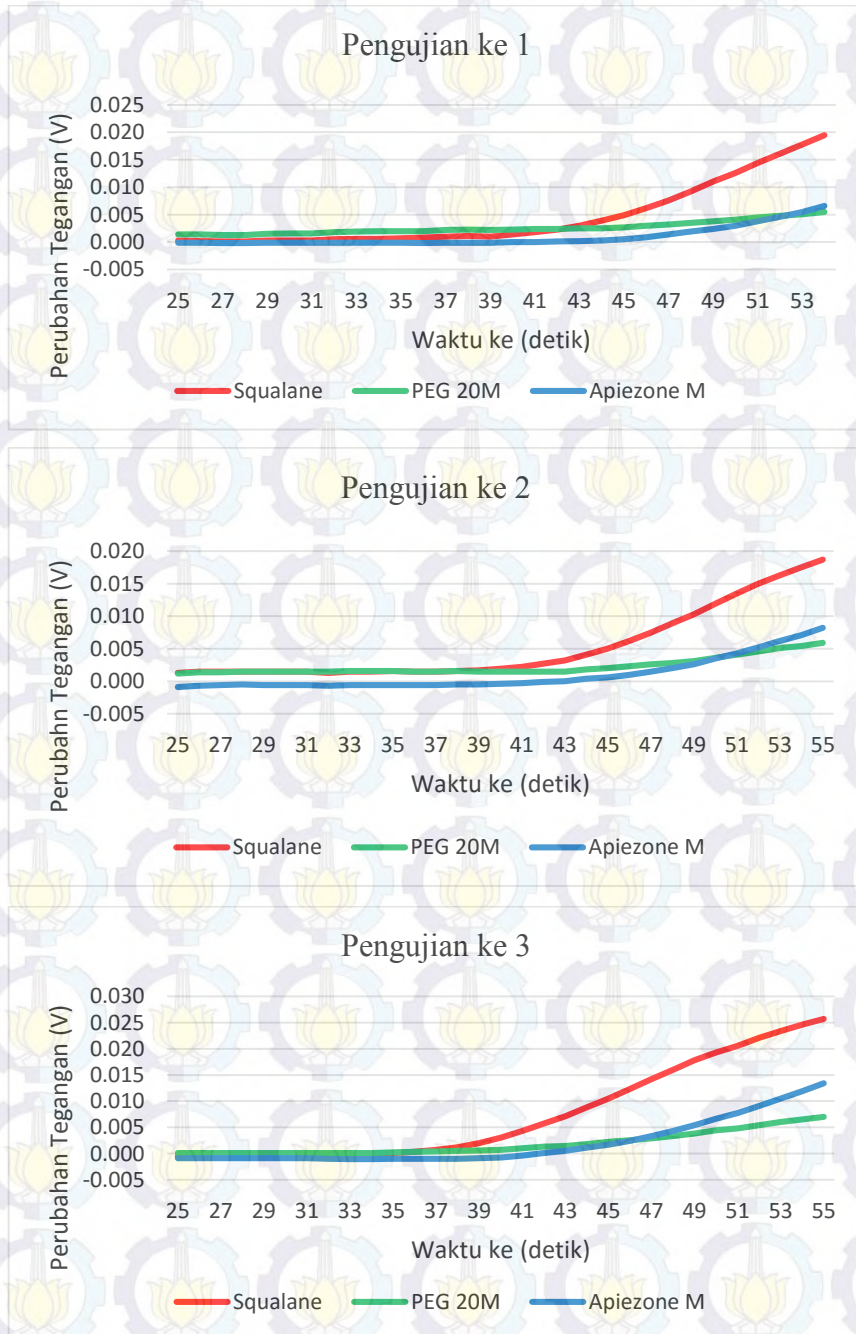 Pengujian ke 1
Perubahan Tegangan (V)
0.025
0.020
0.015
0.010
0.005
0.000
-0.005
25 27 29 31 33 35 37 39 41 43 45 47 49 51 53
Waktu ke (detik)
Squalane PEG 20M Apiezone M
Pengujian ke 2
Perubahn Tegangan (V)
0.020
0.015
0.010
0.005
0.000
-0.005
25 27 29 31 33 35 37 39 41 43 45 47 49 51 53 55
Waktu ke (detik)
Squalane PEG 20M Apiezone M
Pengujian ke 3
Perubahan Tegangan (V)
0.030
0.025
0.020
0.015
0.010
0.005
0.000
-0.005
25 27 29 31 33 35 37 39 41 43 45 47 49 51 53 55
Waktu ke (detik)
Squalane PEG 20M Apiezone M